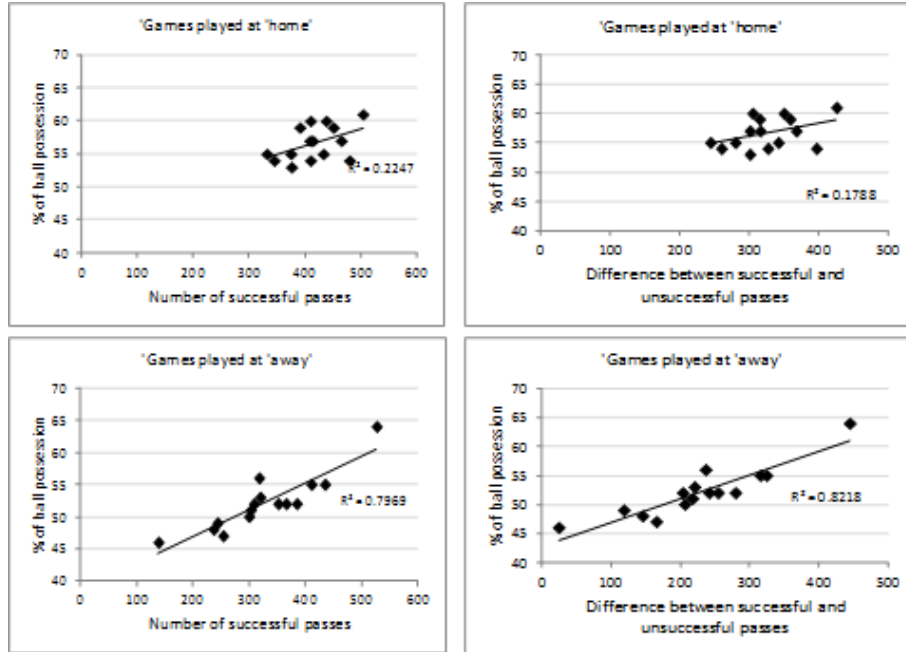 'Games played at 'home'
% of ball possession
70
65
60
55
50
45
40
R² = 0.2247
0 100 200 300 400 500 600
Number of successful passes
'Games played at 'home'
% of ball possession
70
65
60
55
50
45
40
R² = 0.1788
0 100 200 300 400 500
Difference between successful and
unsuccessful passes
'Games played at 'away'
% of ball possession
70
65
60
55
50
45
40
R² = 0.7969
0 100 200 300 400 500 600
Number of successful passes
'Games played at 'away'
% of ball possession
70
65
60
55
50
45
40
R² = 0.8218
0 100 200 300 400 500
Difference between successful and
unsuccessful passes